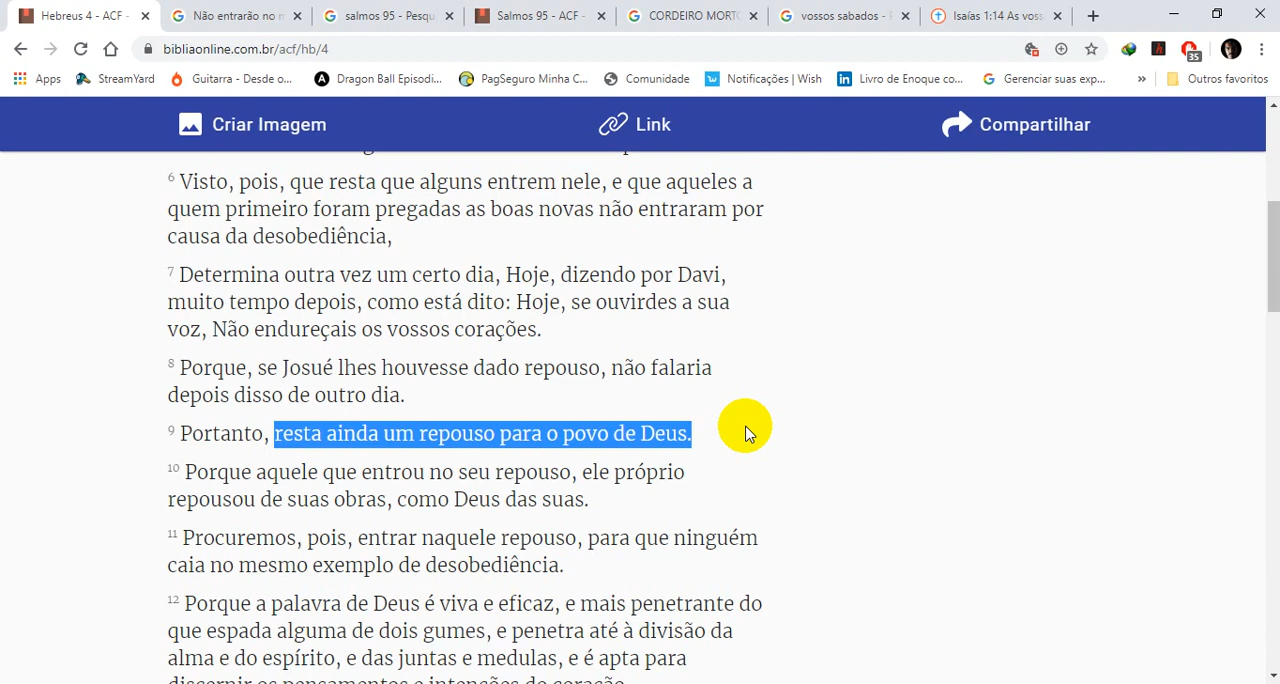 Hebreus 4 - ACF -
Não entrarão no m
salmos 95 - Pesqu
Salmos 95 - ACF -
CORDEIRO MORTO
vossos sabados - P
Isaías 1:14 As voss
bibliaonline.com.br/acf/hb/4
35
Apps
StreamYard
Guitarra - Desde o...
Dragon Ball Episodi...
PagSeguro Minha C...
Comunidade
Notificações | Wish
Livro de Enoque co...
Gerenciar suas exp...
»
Outros favoritos
Criar Imagem
Link
Compartilhar
6 Visto, pois, que resta que alguns entrem nele, e que aqueles a
quem primeiro foram pregadas as boas novas não entraram por
causa da desobediência,
7 Determina outra vez um certo dia, Hoje, dizendo por Davi,
muito tempo depois, como está dito: Hoje, se ouvirdes a sua
voz, Não endureçais os vossos corações.
8 Porque, se Josué lhes houvesse dado repouso, não falaria
depois disso de outro dia.
9 Portanto, resta ainda um repouso para o povo de Deus.
10 Porque aquele que entrou no seu repouso, ele próprio
repousou de suas obras, como Deus das suas.
11 Procuremos, pois, entrar naquele repouso, para que ninguém
caia no mesmo exemplo de desobediência.
12 Porque a palavra de Deus é viva e eficaz, e mais penetrante do
que espada alguma de dois gumes, e penetra até à divisão da
alma e do espírito, e das juntas e medulas, e é apta para
discernir os pensamentos e intenções do coração.